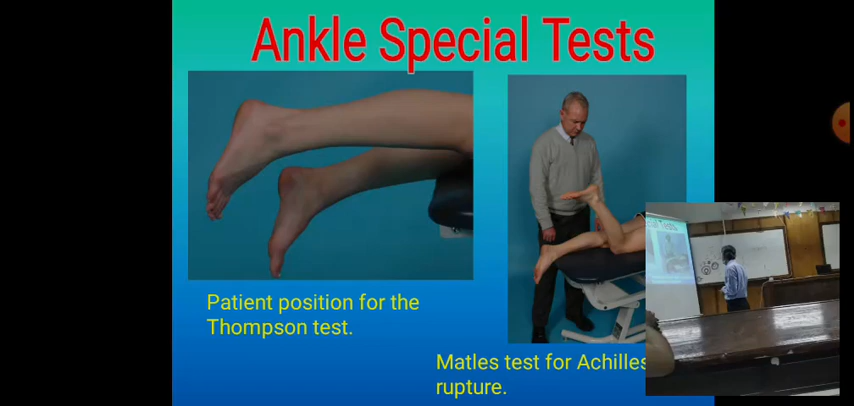 Ankle Special Tests
Patient position for the
Thompson test.
Matles test for Achilles
rupture.